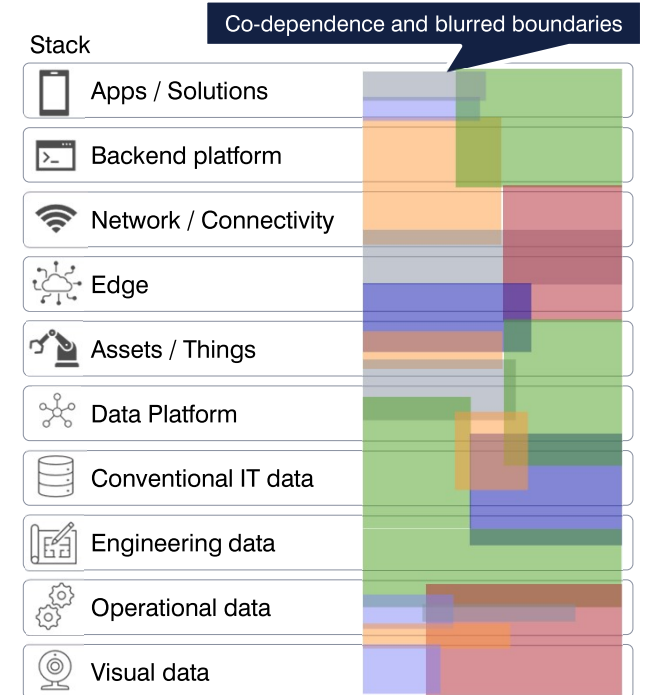 Co-dependence and blurred boundaries
Stack
Apps / Solutions
Backend platform
Network / Connectivity
Edge
Assets / Things
Data Platform
Conventional IT data
Engineering data
Operational data
Visual data